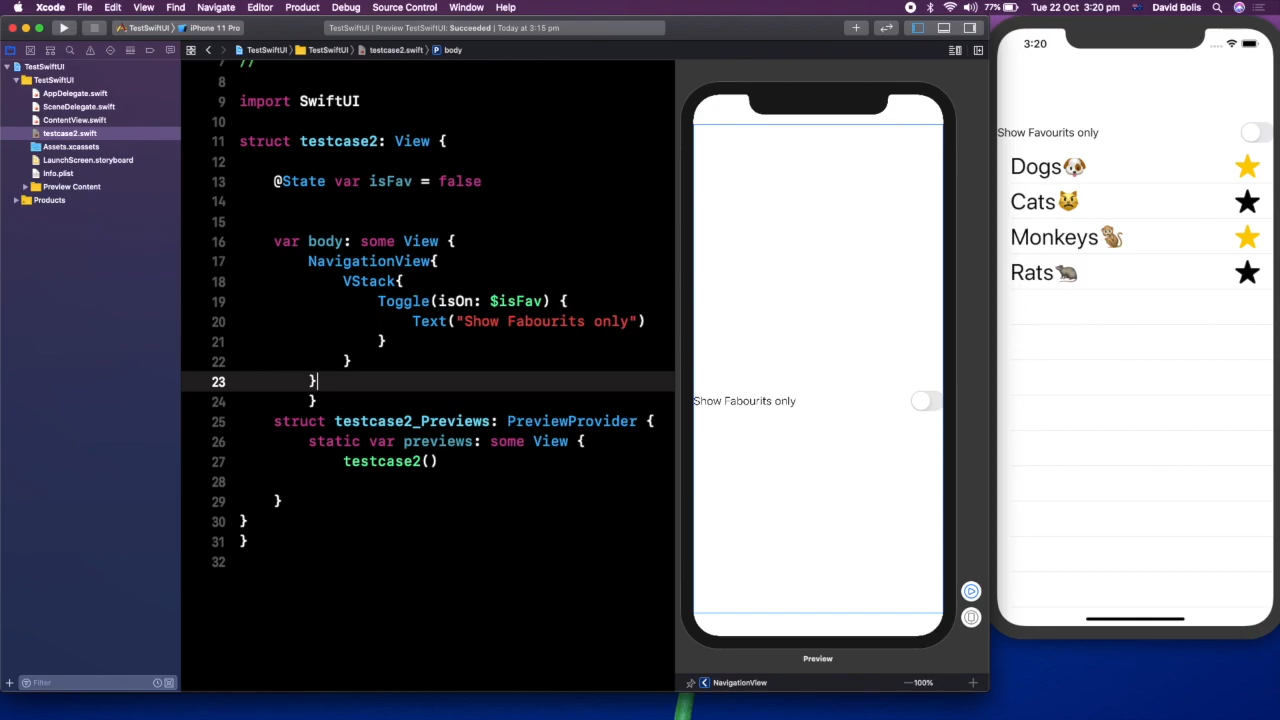 Xcode File Edit View Find Navigate Editor Product Debug Source Control Window Help 77% Tue 22 Oct 3:20 pm David Bolis
TestSwiftUI iPhone 11 Pro TestSwiftUI | Preview TestSwiftUI: Succeeded | Today at 3:15 pm
TestSwiftUI TestSwiftUI testcase2.swift P body
TestSwiftUI
TestSwiftUI
AppDelegate.swift
SceneDelegate.swift
ContentView.swift
testcase2.swift
Assets.xcassets
LaunchScreen.storyboard
Info.plist
Preview Content
Products
Filter
7 //
8
9 import SwiftUI
10
11 struct testcase2: View {
12
13 @State var isFav = false
14
15
16 var body: some View {
17 NavigationView{
18 VStack{
19 Toggle(isOn: $isFav) {
20 Text("Show Fabourits only")
21 }
22 }
23 }
24 }
25 struct testcase2_Previews: PreviewProvider {
26 static var previews: some View {
27 testcase2()
28
29 }
30 }
31 }
32
Show Fabourits only
Preview
NavigationView
100%
3:20
Show Favourites only
Dogs🐶
Cats😼
Monkeys🐒
Rats🐀